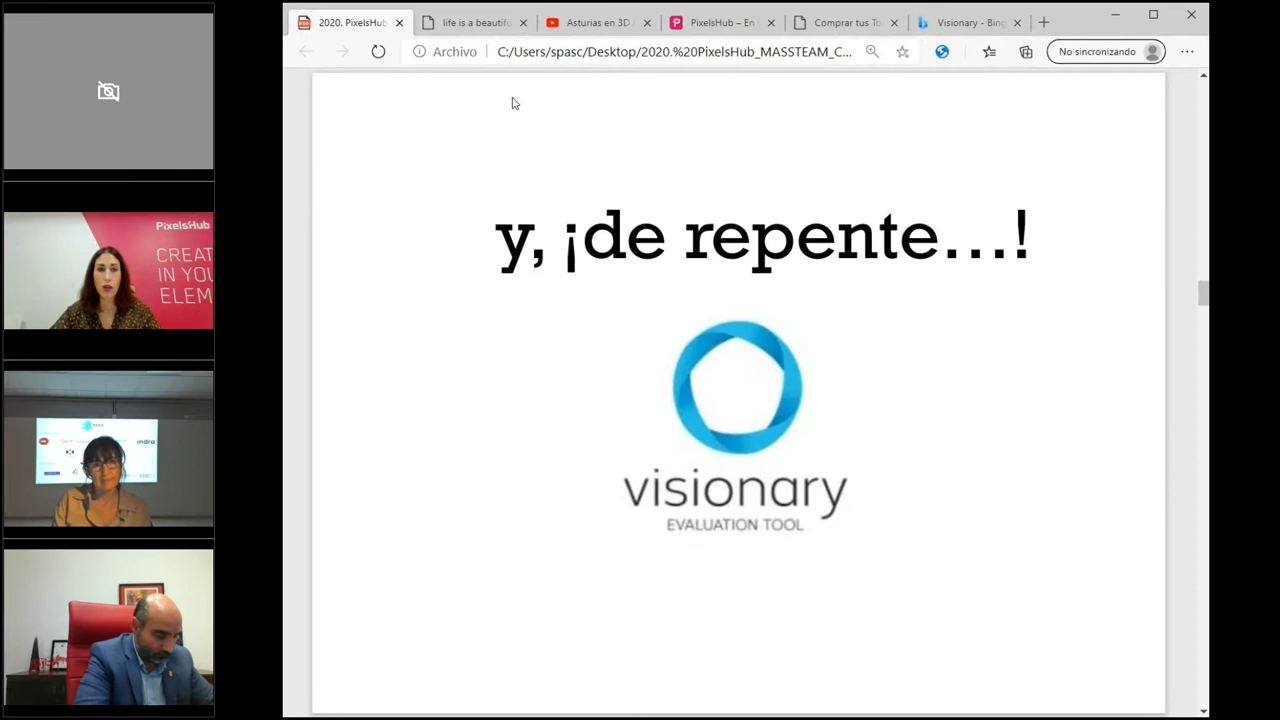 2020. PixelsHub
life is a beautifu
Asturias en 3D
PixelsHub – En
Comprar tus To
Visionary - Bing
Archivo
C:/Users/spasc/Desktop/2020.%20PixelsHub_MASSTEAM_C...
No sincronizando
y, ¡de repente...!
visionary
EVALUATION TOOL
PixelsHub
CREAT
IN YOU
ELEM
indra